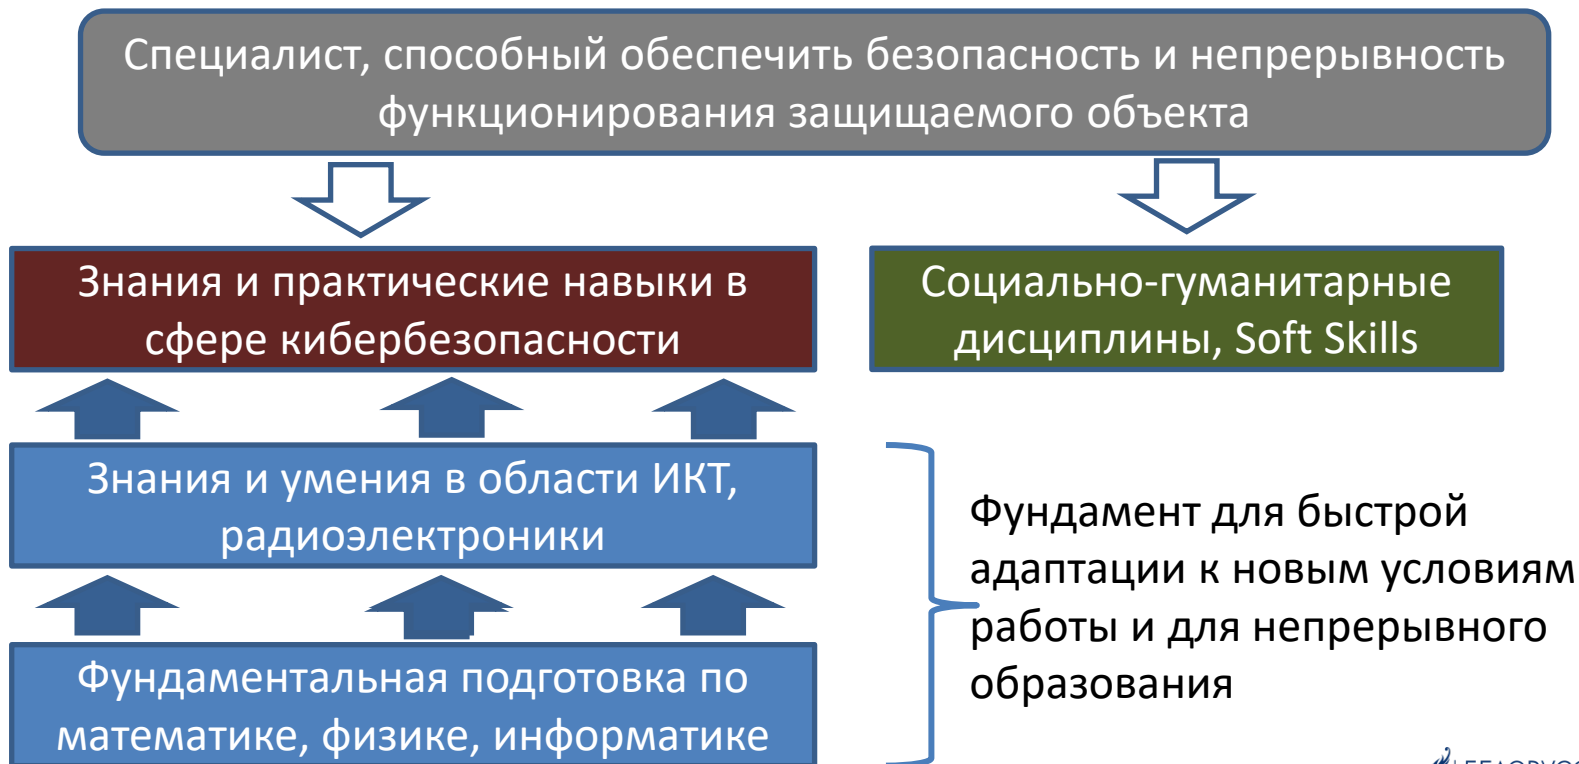 Специалист, способный обеспечить безопасность и непрерывность
функционирования защищаемого объекта
Знания и практические навыки в
сфере кибербезопасности
Социально-гуманитарные
дисциплины, Soft Skills
Знания и умения в области ИКТ,
радиоэлектроники
Фундамент для быстрой
адаптации к новым условиям
работы и для непрерывного
образования
Фундаментальная подготовка по
математике, физике, информатике